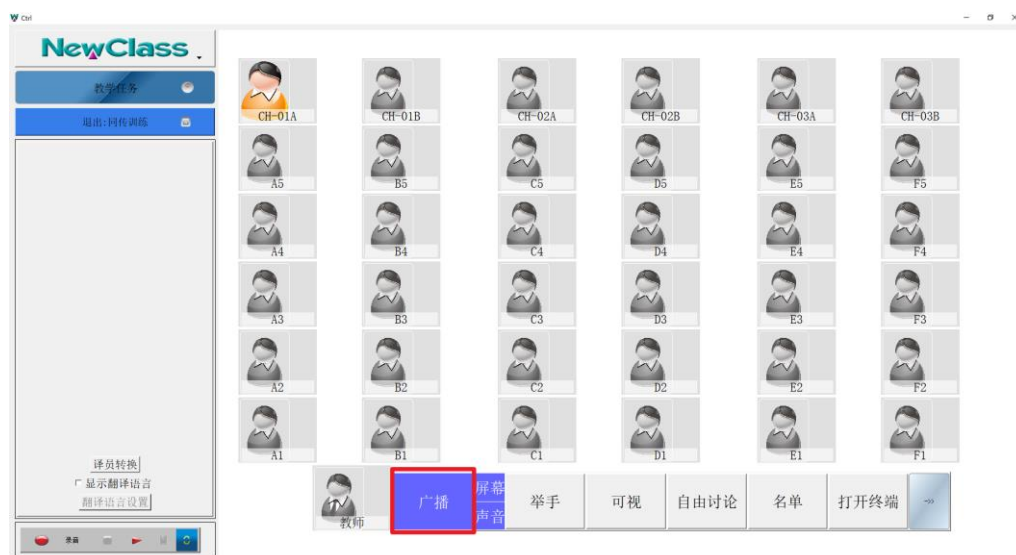 Ctrl
NewClass
教学任务
退出:同传训练
CH-01A CH-01B CH-02A CH-02B CH-03A CH-03B
A5 B5 C5 D5 E5 F5
A4 B4 C4 D4 E4 F4
A3 B3 C3 D3 E3 F3
A2 B2 C2 D2 E2 F2
A1 B1 C1 D1 E1 F1
译员转换
显示翻译语言
翻译语言设置
教师 广播 屏幕 声音 举手 可视 自由讨论 名单 打开终端
录音